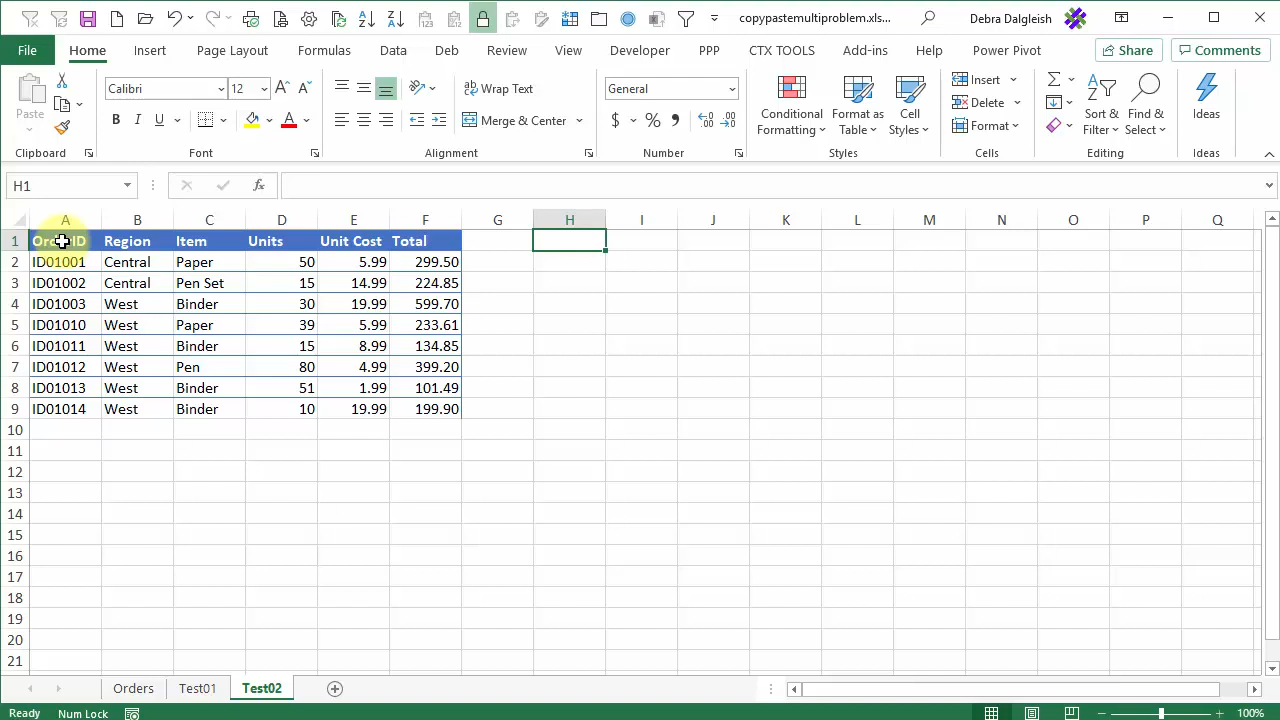 copypastemultiproblem.xls...
Debra Dalgleish
File
Home
Insert
Page Layout
Formulas
Data
Deb
Review
View
Developer
PPP
CTX TOOLS
Add-ins
Help
Power Pivot
Share
Comments
Paste
Clipboard
Calibri
12
B I U
Font
Wrap Text
Merge & Center
Alignment
General
$ % ,
Number
Conditional Formatting
Format as Table
Cell Styles
Styles
Insert
Delete
Format
Cells
Sort & Filter
Find & Select
Editing
Ideas
Ideas
H1
fx
A B C D E F G H I J K L M N O P Q
1 OrderID Region Item Units Unit Cost Total
2 ID01001 Central Paper 50 5.99 299.50
3 ID01002 Central Pen Set 15 14.99 224.85
4 ID01003 West Binder 30 19.99 599.70
5 ID01010 West Paper 39 5.99 233.61
6 ID01011 West Binder 15 8.99 134.85
7 ID01012 West Pen 80 4.99 399.20
8 ID01013 West Binder 51 1.99 101.49
9 ID01014 West Binder 10 19.99 199.90
10
11
12
13
14
15
16
17
18
19
20
21
Orders
Test01
Test02
Ready
Num Lock
100%